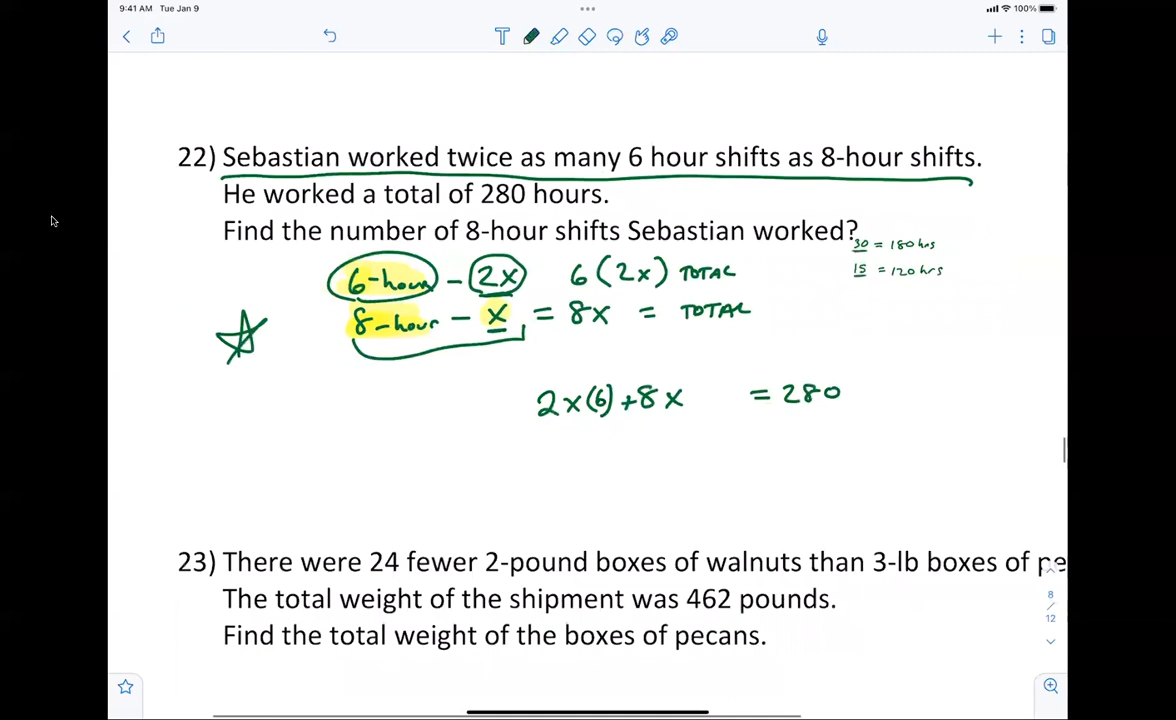 9:41 AM Tue Jan 9
100%
22) Sebastian worked twice as many 6 hour shifts as 8-hour shifts.
He worked a total of 280 hours.
Find the number of 8-hour shifts Sebastian worked?
30 = 180 hrs
15 = 120 hrs
6-hour - 2x 6(2x) TOTAL
8-hour - x = 8x = TOTAL
2x(6)+8x = 280
23) There were 24 fewer 2-pound boxes of walnuts than 3-lb boxes of pe
The total weight of the shipment was 462 pounds.
Find the total weight of the boxes of pecans.
8
/
12